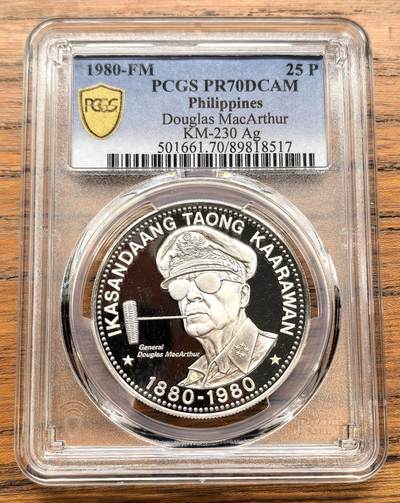 1980-FM 25 P
PCGS PR70DCAM
Philippines
Douglas MacArthur
KM-230 Ag
501661.70/89818517
PCGS
IKASANDAANG TAONG KAARAWAN
General
Douglas MacArthur
1880-1980